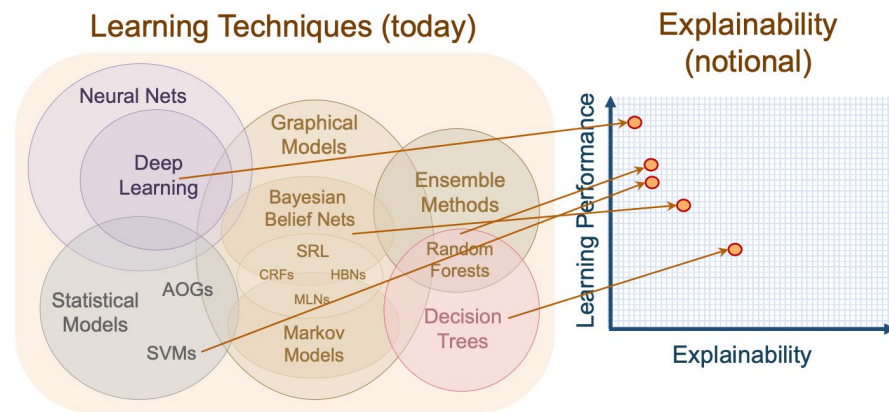 Learning Techniques (today)
Explainability
(notional)
Neural Nets
Deep
Learning
Graphical
Models
Bayesian
Belief Nets
SRL
CRFs
HBNs
MLNs
Markov
Models
Ensemble
Methods
Random
Forests
Decision
Trees
Statistical
Models
AOGs
SVMs
Learning Performance
Explainability